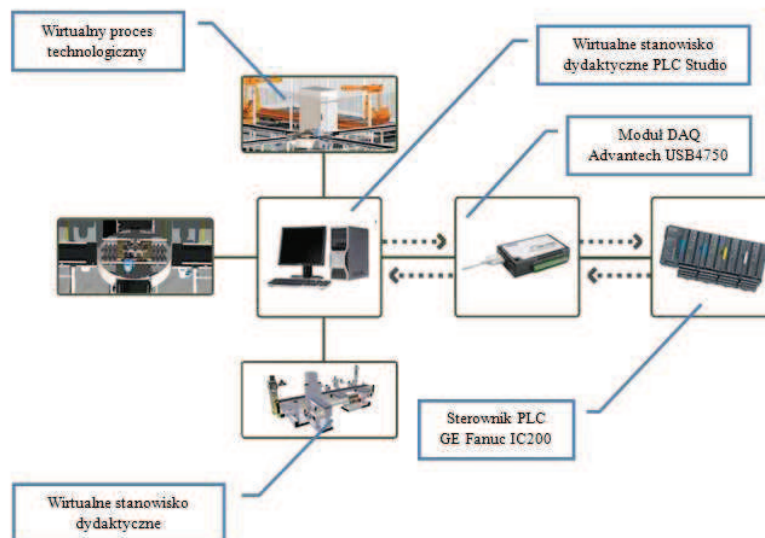 Wirtualny proces
technologiczny
Wirtualne stanowisko
dydaktyczne PLC Studio
Moduł DAQ
Advantech USB4750
Sterownik PLC
GE Fanuc IC200
Wirtualne stanowisko
dydaktyczne